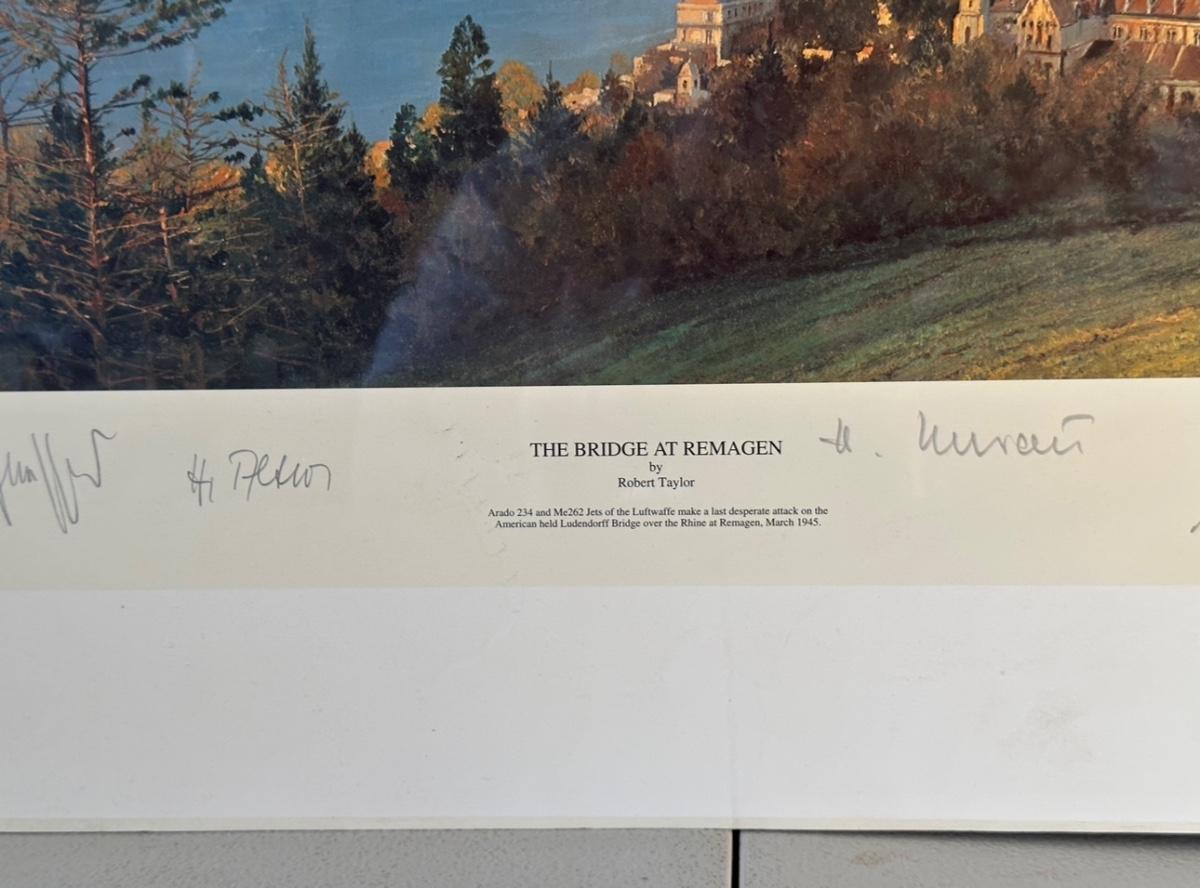 THE BRIDGE AT REMAGEN
by
Robert Taylor
Arado 234 and Me262 Jets of the Luftwaffe make a last desperate attack on the
American held Ludendorff Bridge over the Rhine at Remagen, March 1945.
H.